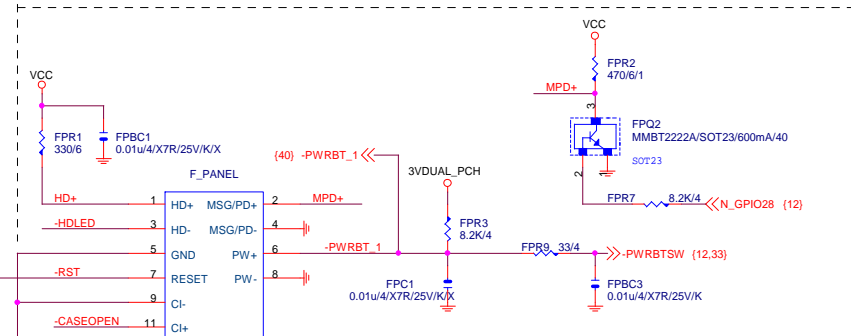 VCC
FPR2
470/6/1
VCC
MPD+
3
FPQ2
MMBT2222A/SOT23/600mA/40
SOT23
FPR1
330/6
FPBC1
0.01u/4/X7R/25V/K/X
{40} -PWRBT_1
2
1
F_PANEL
3VDUAL_PCH
FPR7
8.2K/4
N_GPIO28 {12}
HD+
1
HD+
MSG/PD+
2
MPD+
-HDLED
3
HD-
MSG/PD-
4
FPR3
8.2K/4
5
GND
PW+
6
-PWRBT_1
FPR9
33/4
-PWRBTSW {12,33}
-RST
7
RESET
PW-
8
FPC1
0.01u/4/X7R/25V/K/X
FPBC3
0.01u/4/X7R/25V/K
9
CI-
-CASEOPEN
11
CI+